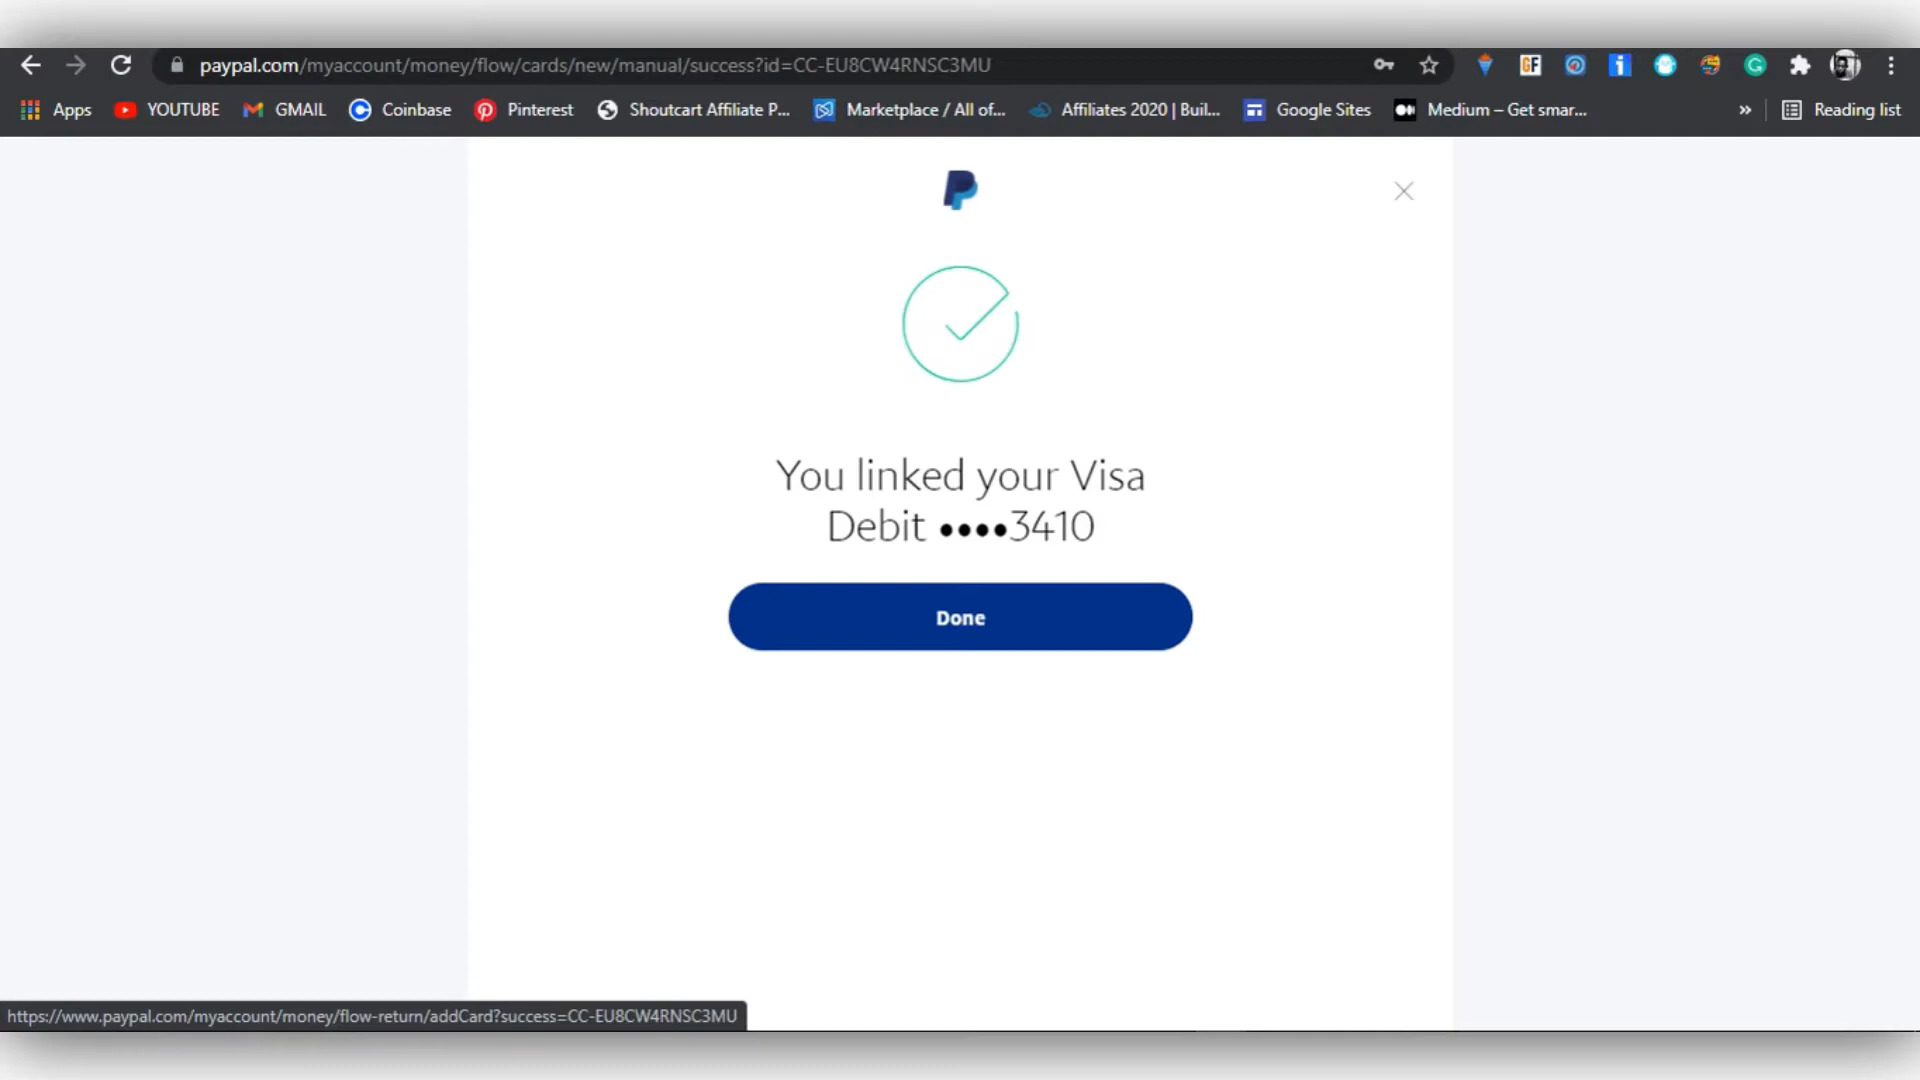 paypal.com/myaccount/money/flow/cards/new/manual/success?id=CC-EU8CW4RNSC3MU
GF
Apps YOUTUBE GMAIL Coinbase Pinterest Shoutcart Affiliate P... Marketplace / All of... Affiliates 2020 | Buil... Google Sites Medium – Get smar... » Reading list
You linked your Visa
Debit ••••3410
Done
https://www.paypal.com/myaccount/money/flow-return/addCard?success=CC-EU8CW4RNSC3MU